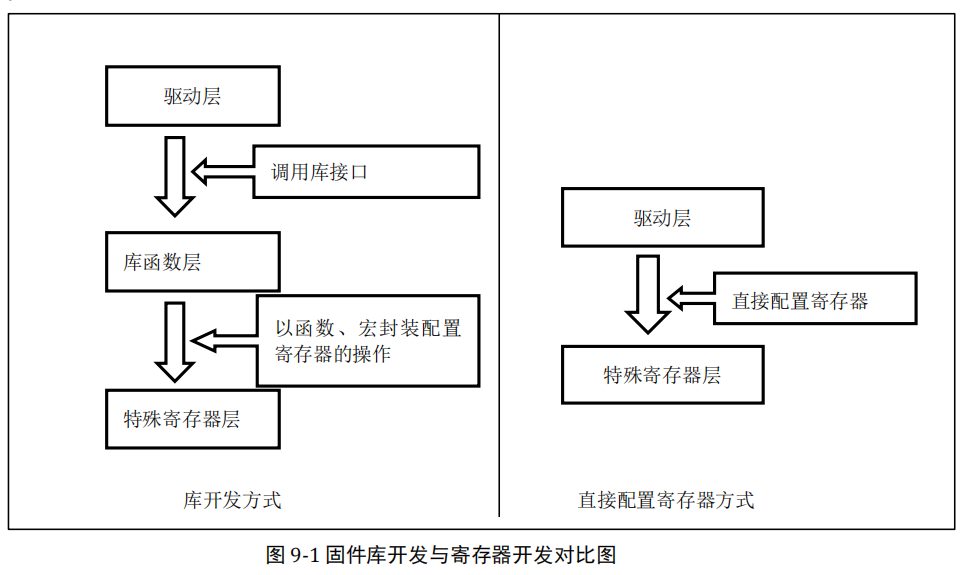 驱动层
调用库接口
库函数层
以函数、宏封装配置
寄存器的操作
特殊寄存器层
库开发方式
驱动层
直接配置寄存器
特殊寄存器层
直接配置寄存器方式
图 9-1 固件库开发与寄存器开发对比图